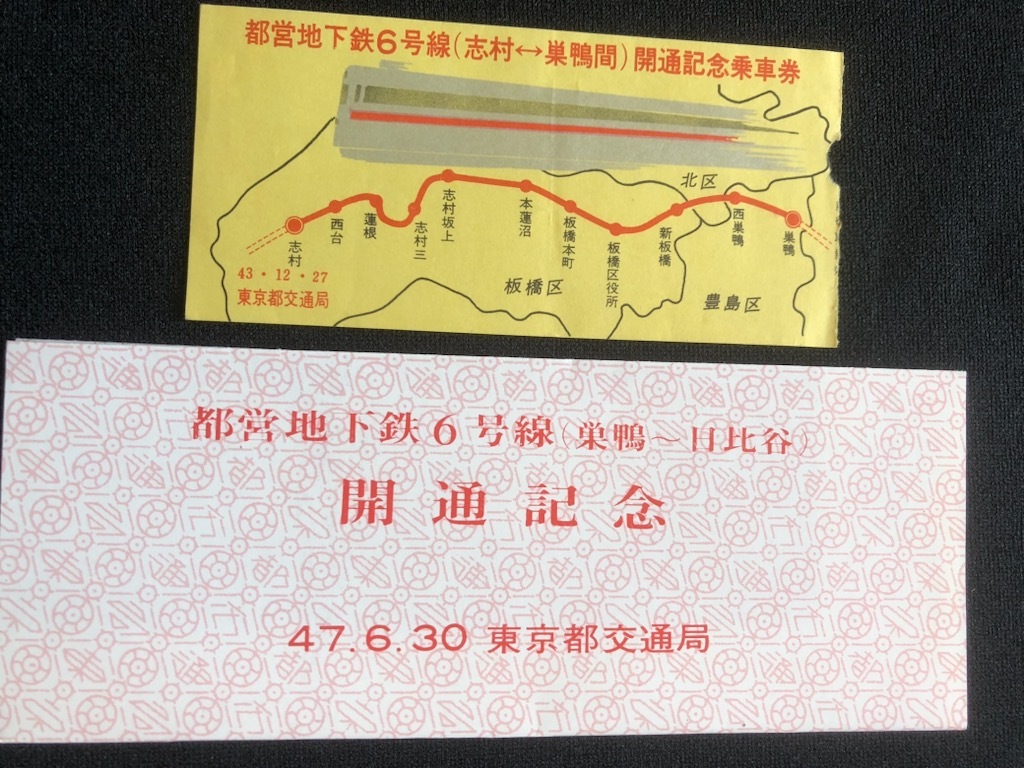 都営地下鉄6号線(志村↔巣鴨間)開通記念乗車券
北区
志村
西台
蓮根
志村三
志村坂上
本蓮沼
板橋本町
板橋区役所
新板橋
西巣鴨
巣鴨
板橋区
豊島区
43・12・27
東京都交通局
都営地下鉄6号線(巣鴨〜日比谷)
開通記念
47.6.30 東京都交通局